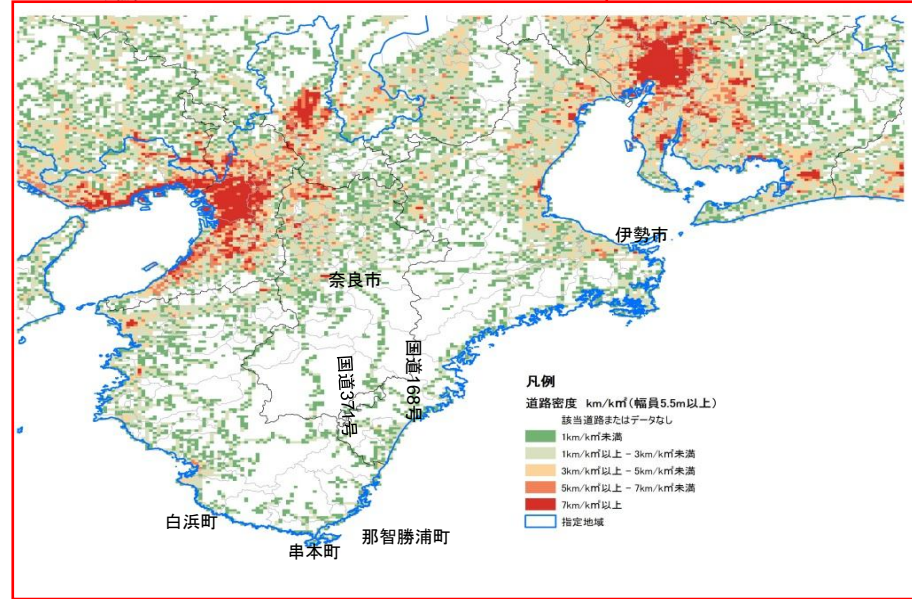 伊勢市
奈良市
国道371号
国道168号
白浜町
串本町
那智勝浦町
凡例
道路密度 km/k㎡(幅員5.5m以上)
該当道路またはデータなし
1km/k㎡未満
1km/k㎡以上 - 3km/k㎡未満
3km/k㎡以上 - 5km/k㎡未満
5km/k㎡以上 - 7km/k㎡未満
7km/k㎡以上
指定地域